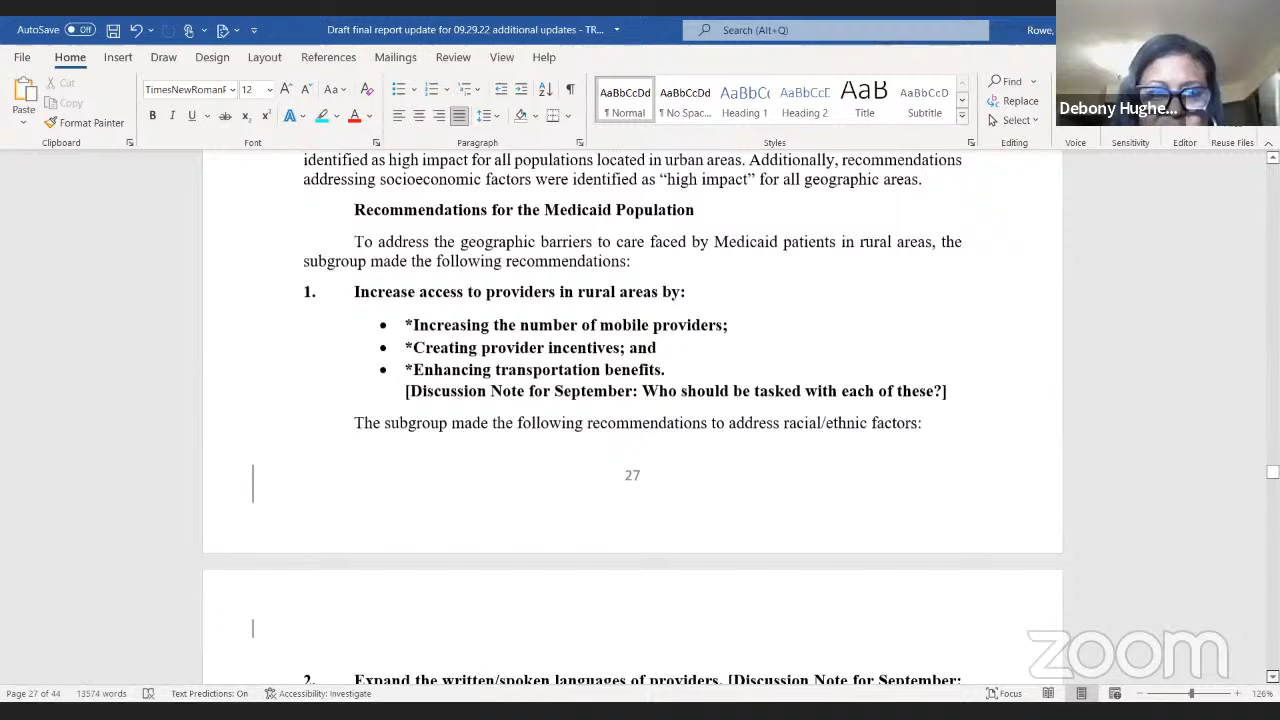 AutoSave Off
Draft final report update for 09.29.22 additional updates - TR...
Search (Alt+Q)
Rowe,
File Home Insert Draw Design Layout References Mailings Review View Help
Paste
Cut
Copy
Format Painter
Clipboard
TimesNewRomanF 12
Font
Paragraph
AaBbCcDd AaBbCcDd AaBbC( AaBbCcE AaB AaBbCcD
¶ Normal ¶ No Spac... Heading 1 Heading 2 Title Subtitle
Styles
Find
Replace
Select
Editing
Voice Sensitivity Editor Reuse Files
Debony Hughe...
identified as high impact for all populations located in urban areas. Additionally, recommendations
addressing socioeconomic factors were identified as “high impact” for all geographic areas.
Recommendations for the Medicaid Population
To address the geographic barriers to care faced by Medicaid patients in rural areas, the
subgroup made the following recommendations:
1. Increase access to providers in rural areas by:
• *Increasing the number of mobile providers;
• *Creating provider incentives; and
• *Enhancing transportation benefits.
[Discussion Note for September: Who should be tasked with each of these?]
The subgroup made the following recommendations to address racial/ethnic factors:
27
2. Expand the written/spoken languages of providers. [Discussion Note for September:
zoom
Page 27 of 44 13574 words Text Predictions: On Accessibility: Investigate
Focus
126%